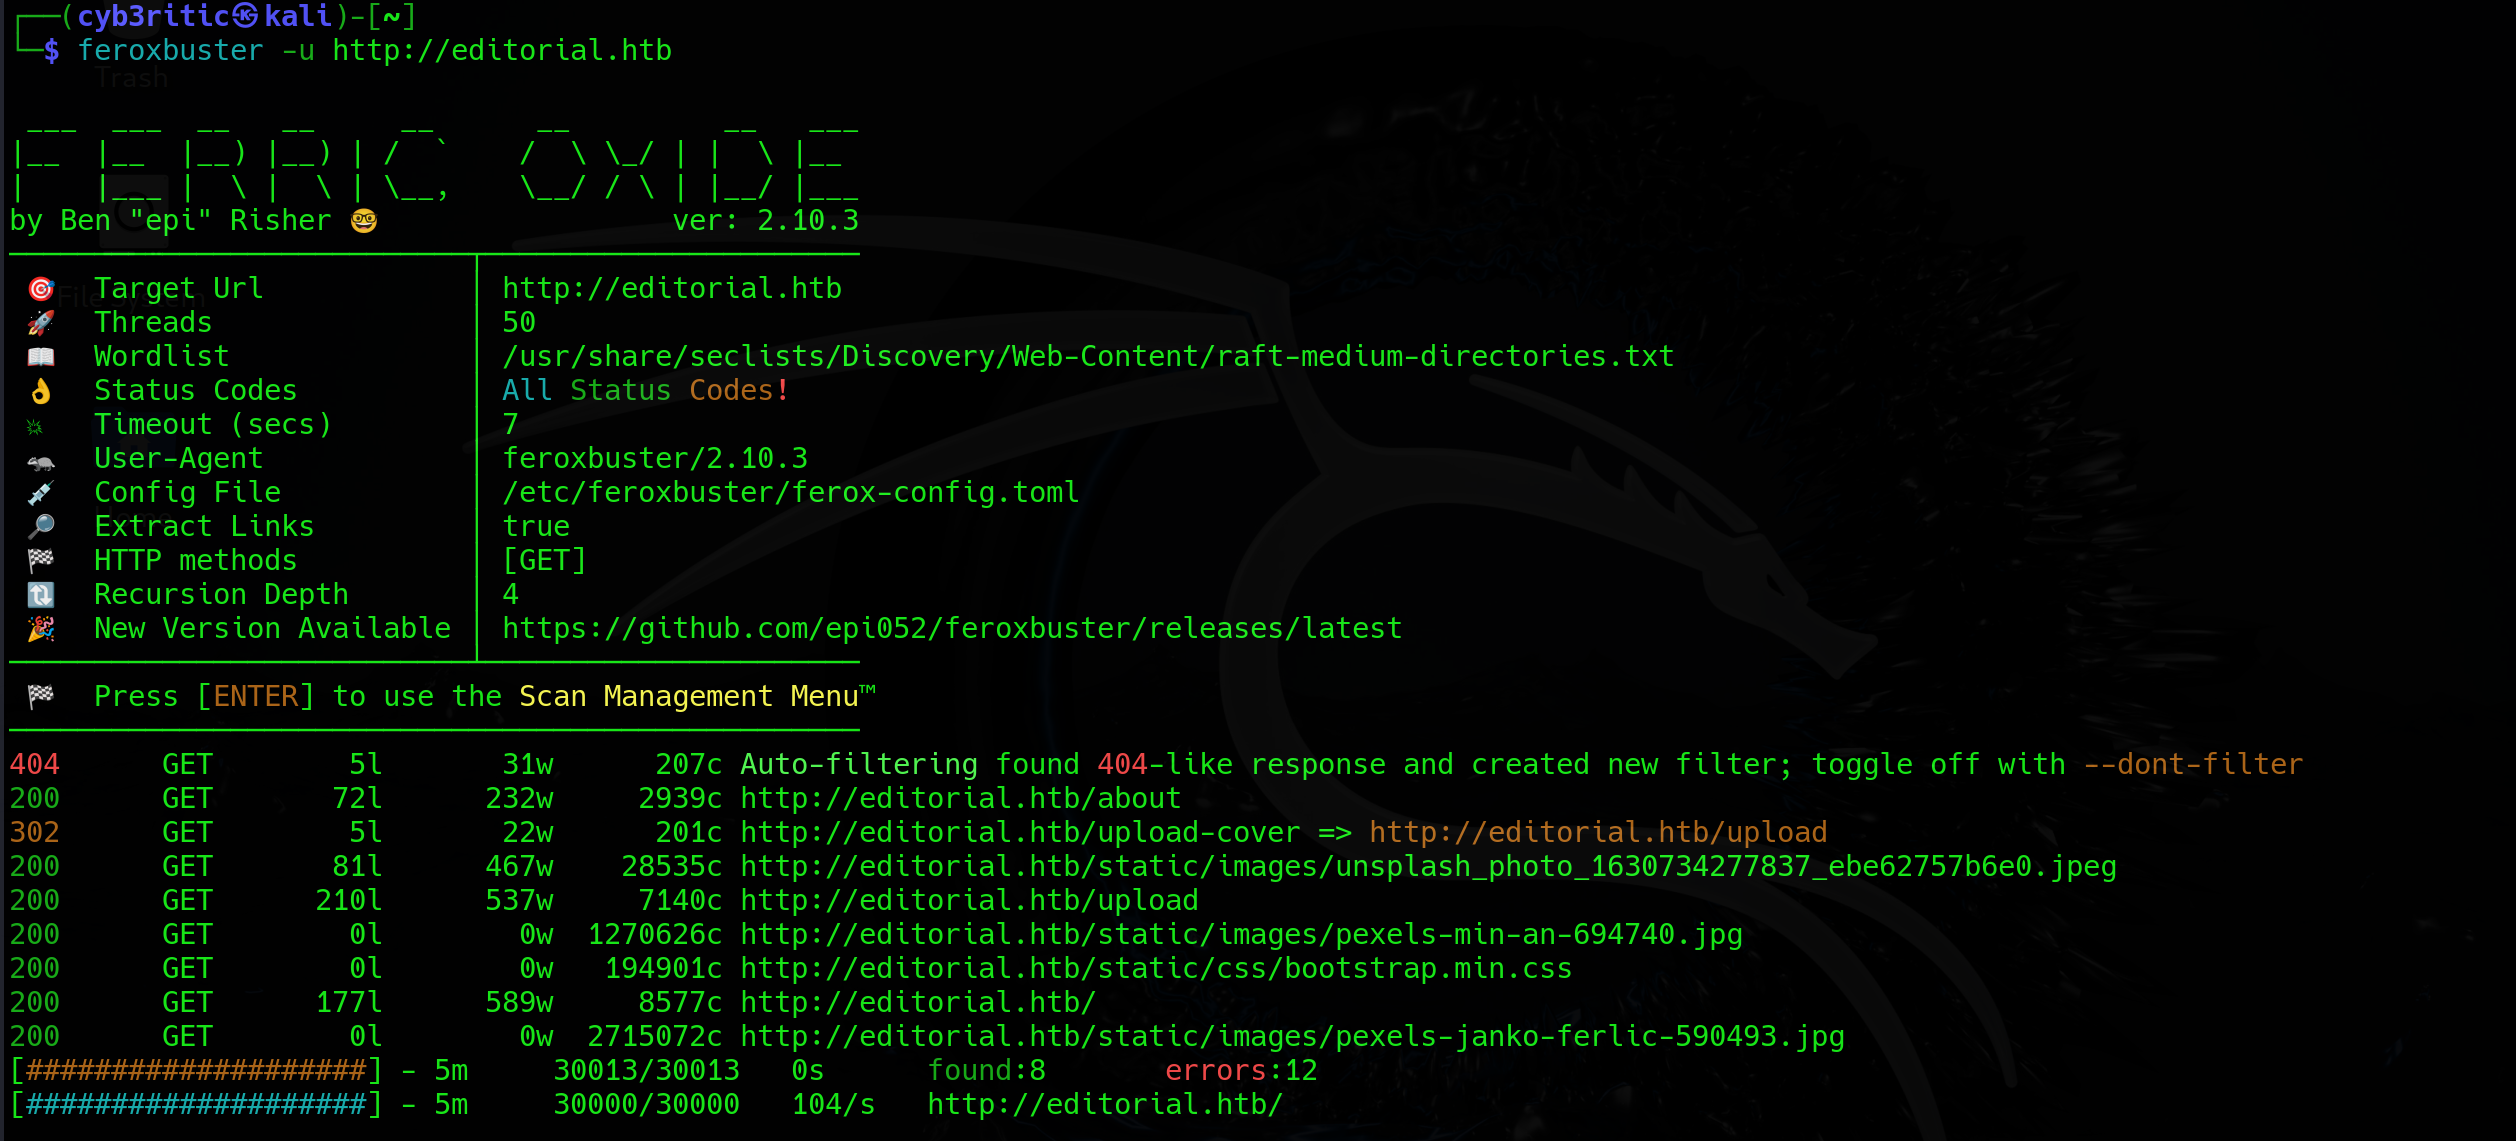 ┌──(cyb3ritic㉿kali)-[~]
└─$ feroxbuster -u http://editorial.htb
Trash
 ___  ___  __   __     __      __         __   ___
|__  |__  |__) |__) | /  `    /  \ \_/ | |  \ |__
|    |___ |  \ |  \ | \__,    \__/ / \ | |__/ |___
by Ben "epi" Risher 🤓                 ver: 2.10.3
🎯 Target Url │ http://editorial.htb
File System
🚀 Threads │ 50
📖 Wordlist │ /usr/share/seclists/Discovery/Web-Content/raft-medium-directories.txt
👌 Status Codes │ All Status Codes!
💥 Timeout (secs) │ 7
🦡 User-Agent │ feroxbuster/2.10.3
💉 Config File │ /etc/feroxbuster/ferox-config.toml
🔎 Extract Links │ true
🏁 HTTP methods │ [GET]
🔃 Recursion Depth │ 4
🎉 New Version Available │ https://github.com/epi052/feroxbuster/releases/latest
🏁 Press [ENTER] to use the Scan Management Menu™
404 GET 5l 31w 207c Auto-filtering found 404-like response and created new filter; toggle off with --dont-filter
200 GET 72l 232w 2939c http://editorial.htb/about
302 GET 5l 22w 201c http://editorial.htb/upload-cover => http://editorial.htb/upload
200 GET 81l 467w 28535c http://editorial.htb/static/images/unsplash_photo_1630734277837_ebe62757b6e0.jpeg
200 GET 210l 537w 7140c http://editorial.htb/upload
200 GET 0l 0w 1270626c http://editorial.htb/static/images/pexels-min-an-694740.jpg
200 GET 0l 0w 194901c http://editorial.htb/static/css/bootstrap.min.css
200 GET 177l 589w 8577c http://editorial.htb/
200 GET 0l 0w 2715072c http://editorial.htb/static/images/pexels-janko-ferlic-590493.jpg
[####################] - 5m 30013/30013 0s found:8 errors:12
[####################] - 5m 30000/30000 104/s http://editorial.htb/